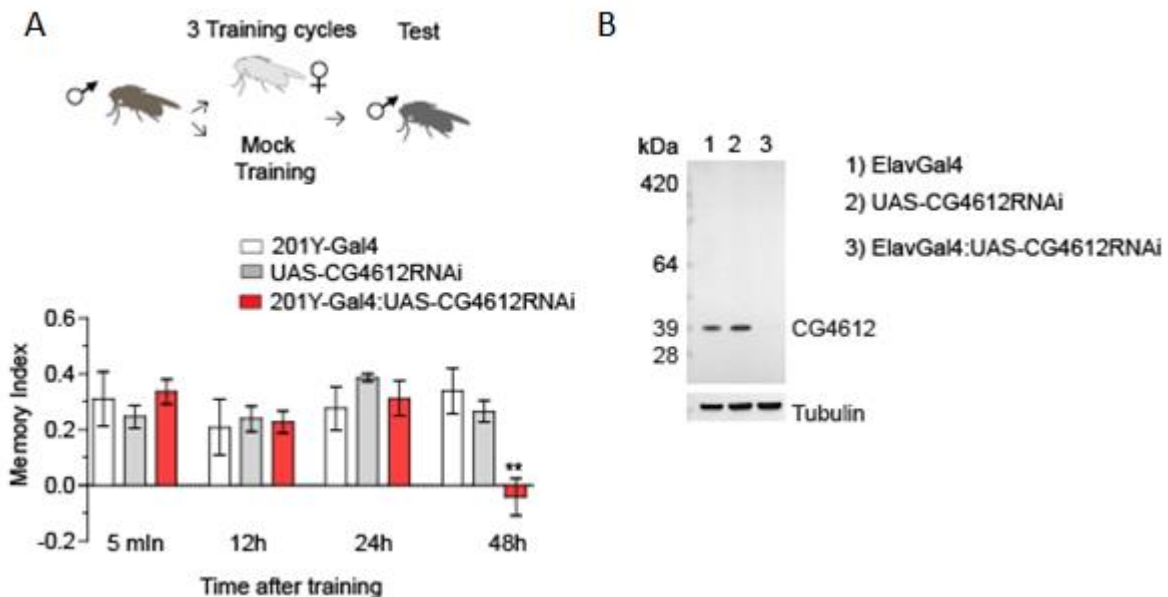 A
3 Training cycles
Test
Mock
Training
201Y-Gal4
UAS-CG4612RNAi
201Y-Gal4:UAS-CG4612RNAi
Memory Index
0.6
0.4
0.2
0.0
-0.2
**
5 mln
12h
24h
48h
Time after training
B
kDa
1 2 3
420
64
39
28
CG4612
Tubulin
1) ElavGal4
2) UAS-CG4612RNAi
3) ElavGal4:UAS-CG4612RNAi